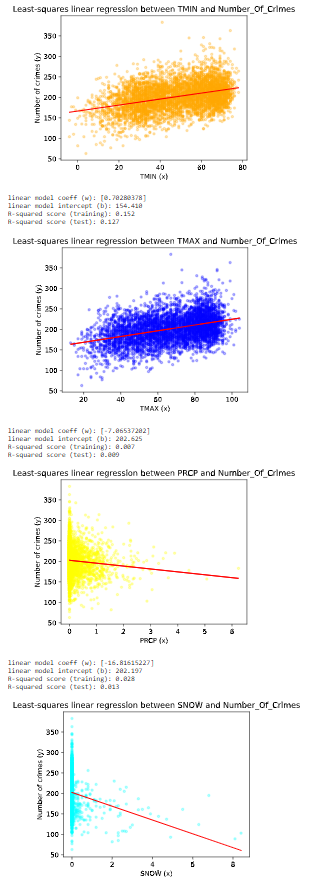 Least-squares linear regression between TMIN and Number_Of_Crimes
350
300
250
200
150
100
50
Number of crimes (y)
0 20 40 60 80
TMIN (x)
linear model coeff (w): [0.70280378]
linear model intercept (b): 154.410
R-squared score (training): 0.152
R-squared score (test): 0.127
Least-squares linear regression between TMAX and Number_Of_Crimes
350
300
250
200
150
100
50
Number of crimes (y)
20 40 60 80 100
TMAX (x)
linear model coeff (w): [-7.06537202]
linear model intercept (b): 202.625
R-squared score (training): 0.007
R-squared score (test): 0.009
Least-squares linear regression between PRCP and Number_Of_Crimes
350
300
250
200
150
100
50
Number of crimes (y)
0 1 2 3 4 5 6
PRCP (x)
linear model coeff (w): [-16.81615227]
linear model intercept (b): 202.197
R-squared score (training): 0.028
R-squared score (test): 0.013
Least-squares linear regression between SNOW and Number_Of_Crimes
350
300
250
200
150
100
50
Number of crimes (y)
0 2 4 6 8
SNOW (x)